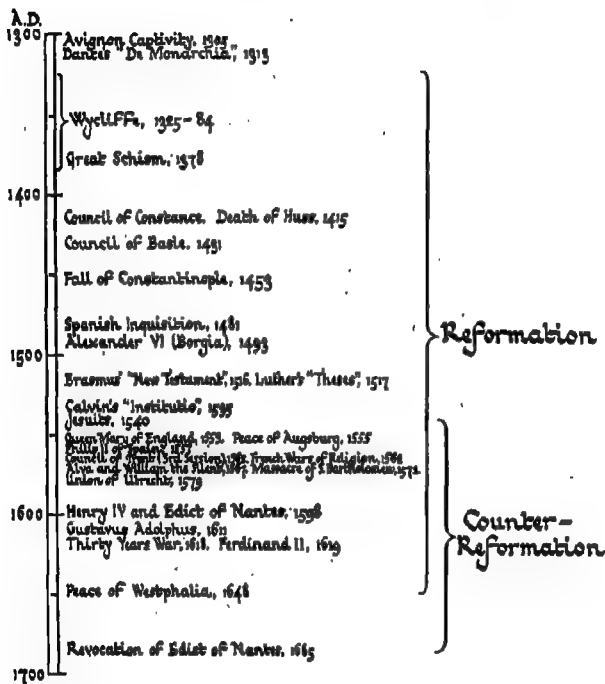 A.D.
1300
Avignon Captivity, 1305
Dante's "De Monarchia", 1313
Wycliffe, 1325-84
Great Schism, 1378
1400
Council of Constance. Death of Huss, 1415
Council of Basle, 1431
Fall of Constantinople, 1453
Spanish Inquisition, 1481
Alexander VI (Borgia), 1493
Reformation
1500
Erasmus' "New Testament", 1516. Luther's "Theses", 1517
Calvin's "Institutio", 1535
Jesuits, 1540
Queen Mary of England, 1553. Peace of Augsburg, 1555
Philip II of Spain,
Council of Trent (3rd Session), 1562. French Wars of Religion, 1562
Alva and William the Silent, 1567. Massacre of S. Bartholomew, 1572.
Union of Utrecht, 1579
1600
Henry IV and Edict of Nantes, 1598
Gustavus Adolphus, 1611
Thirty Years War, 1618. Ferdinand II, 1619
Counter-
Reformation
Peace of Westphalia, 1648
Revocation of Edict of Nantes, 1685
1700